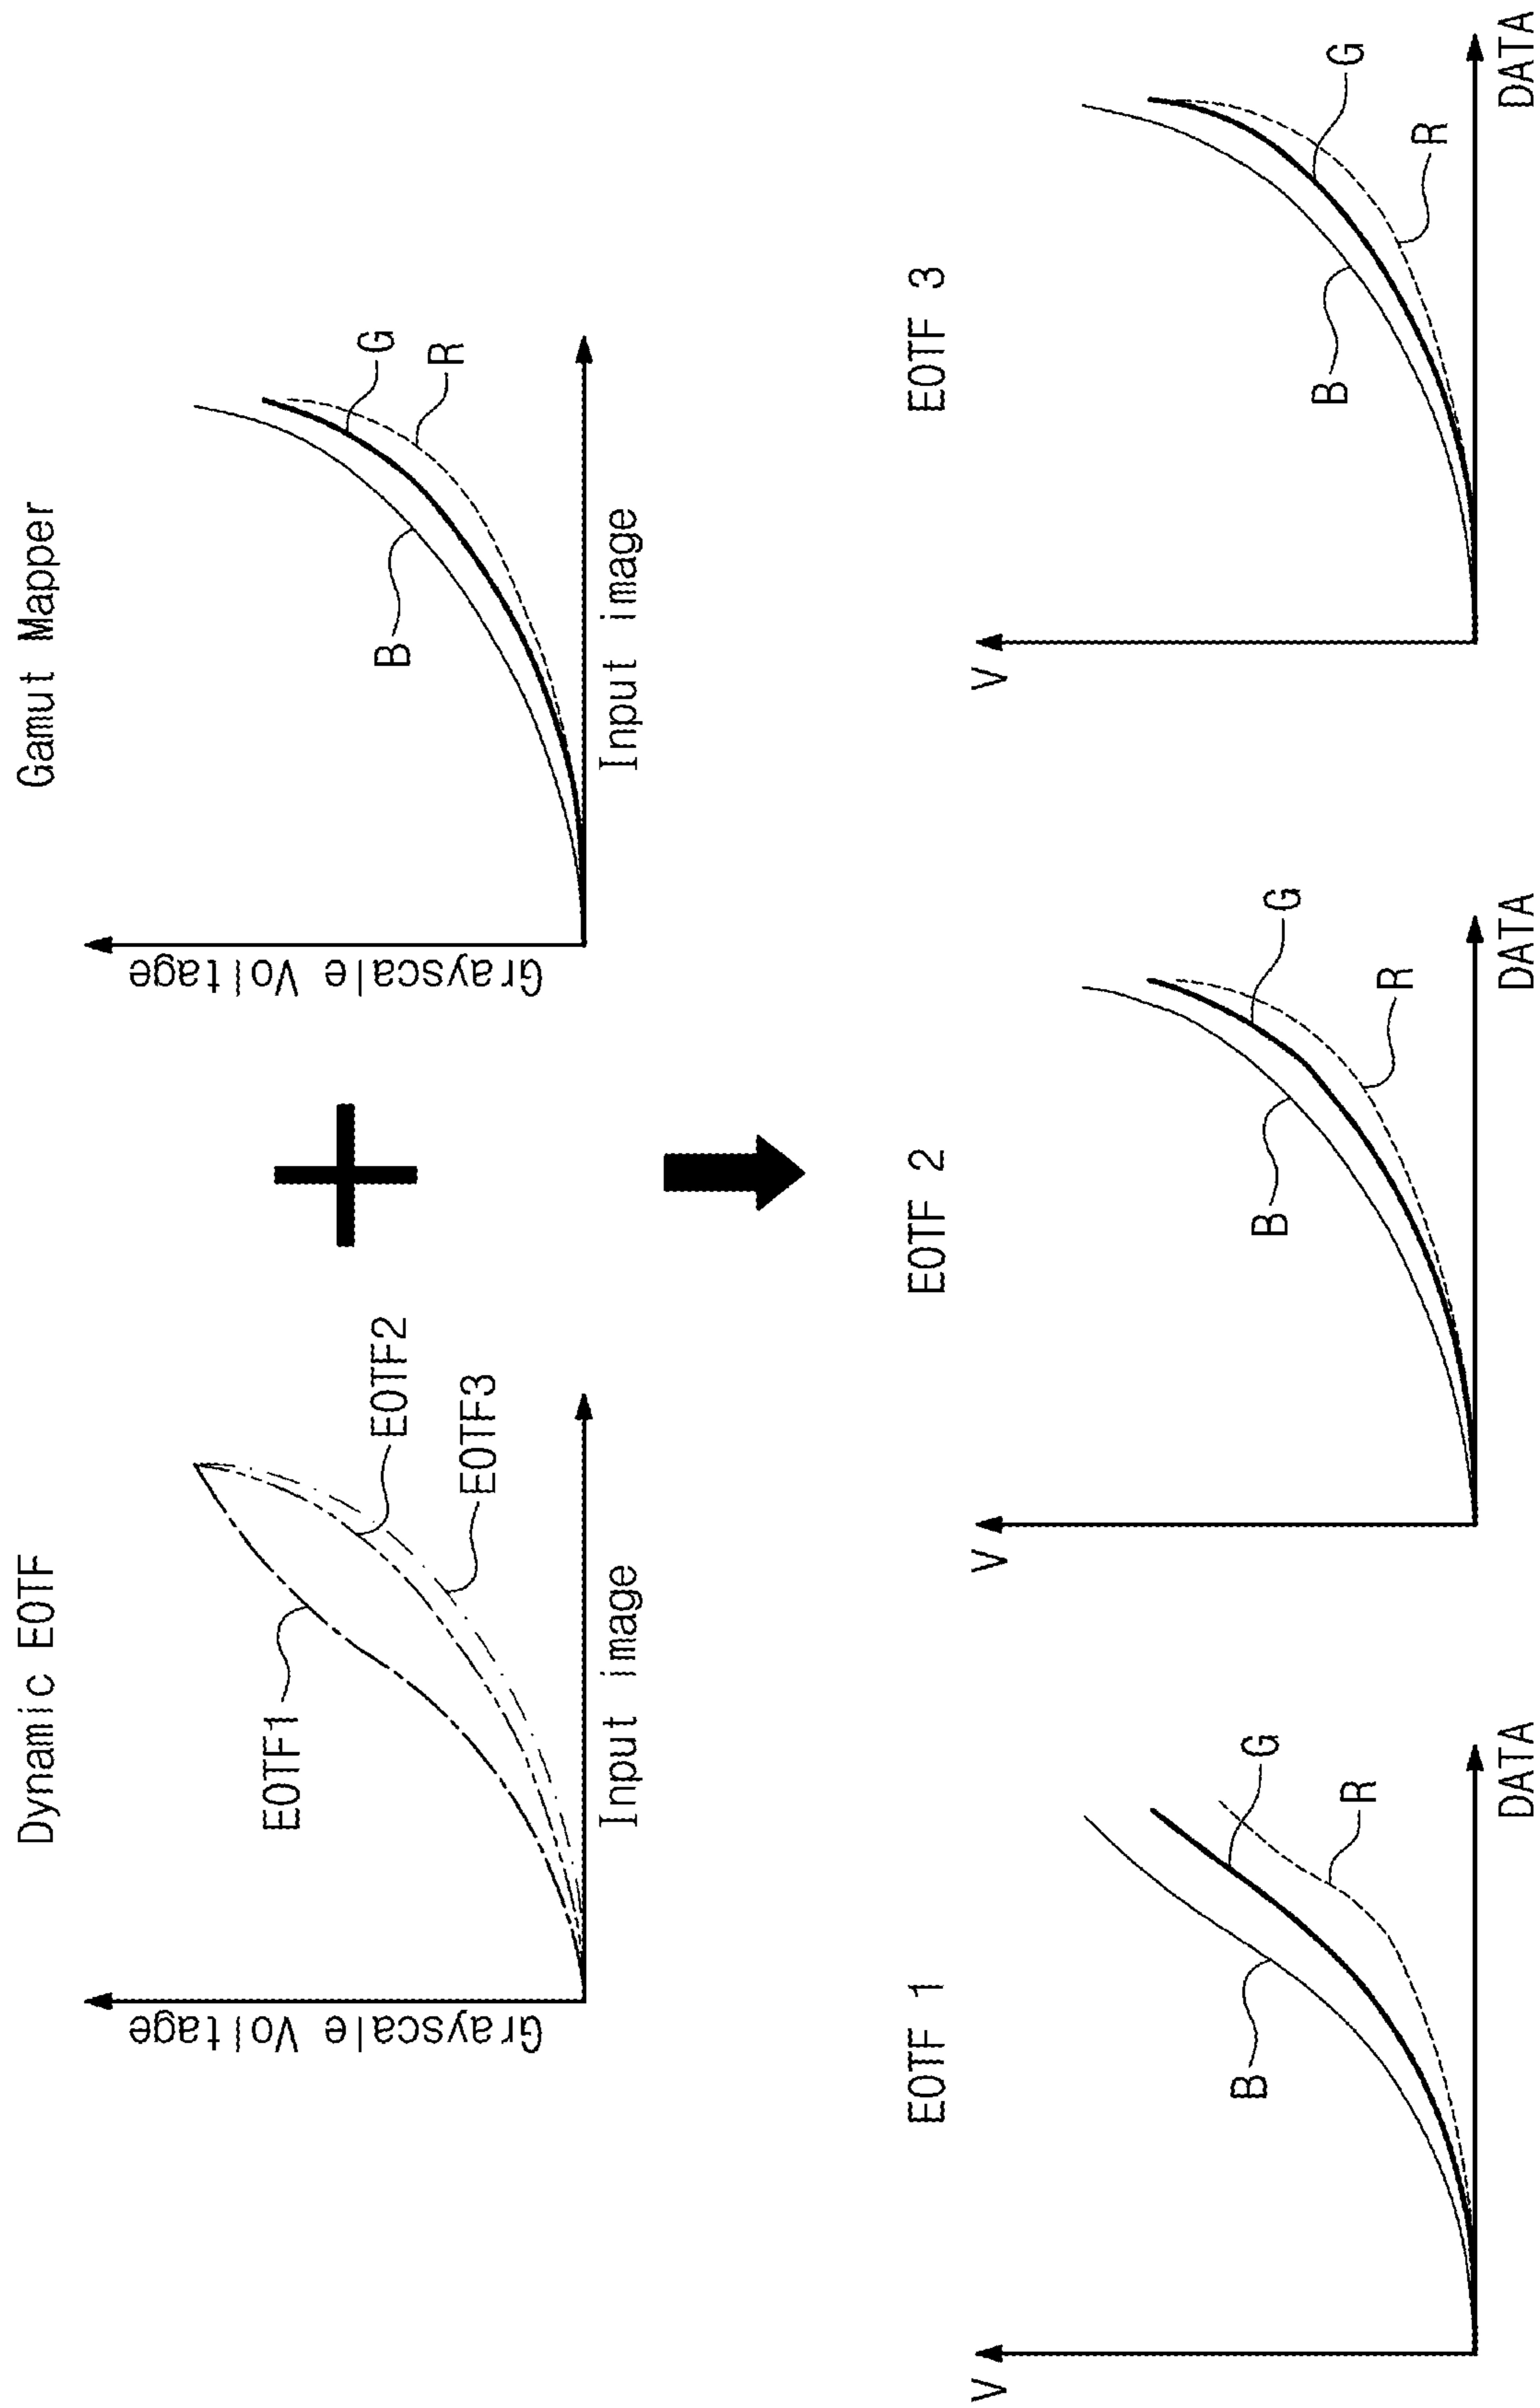 Dynamic EOTF
Grayscale Voltage
EOTF1
EOTF2
EOTF3
Input image
Gamut Mapper
Grayscale Voltage
B
G
R
Input image
EOTF 1
V
B
G
R
DATA
EOTF 2
V
B
G
R
DATA
EOTF 3
V
B
G
R
DATA